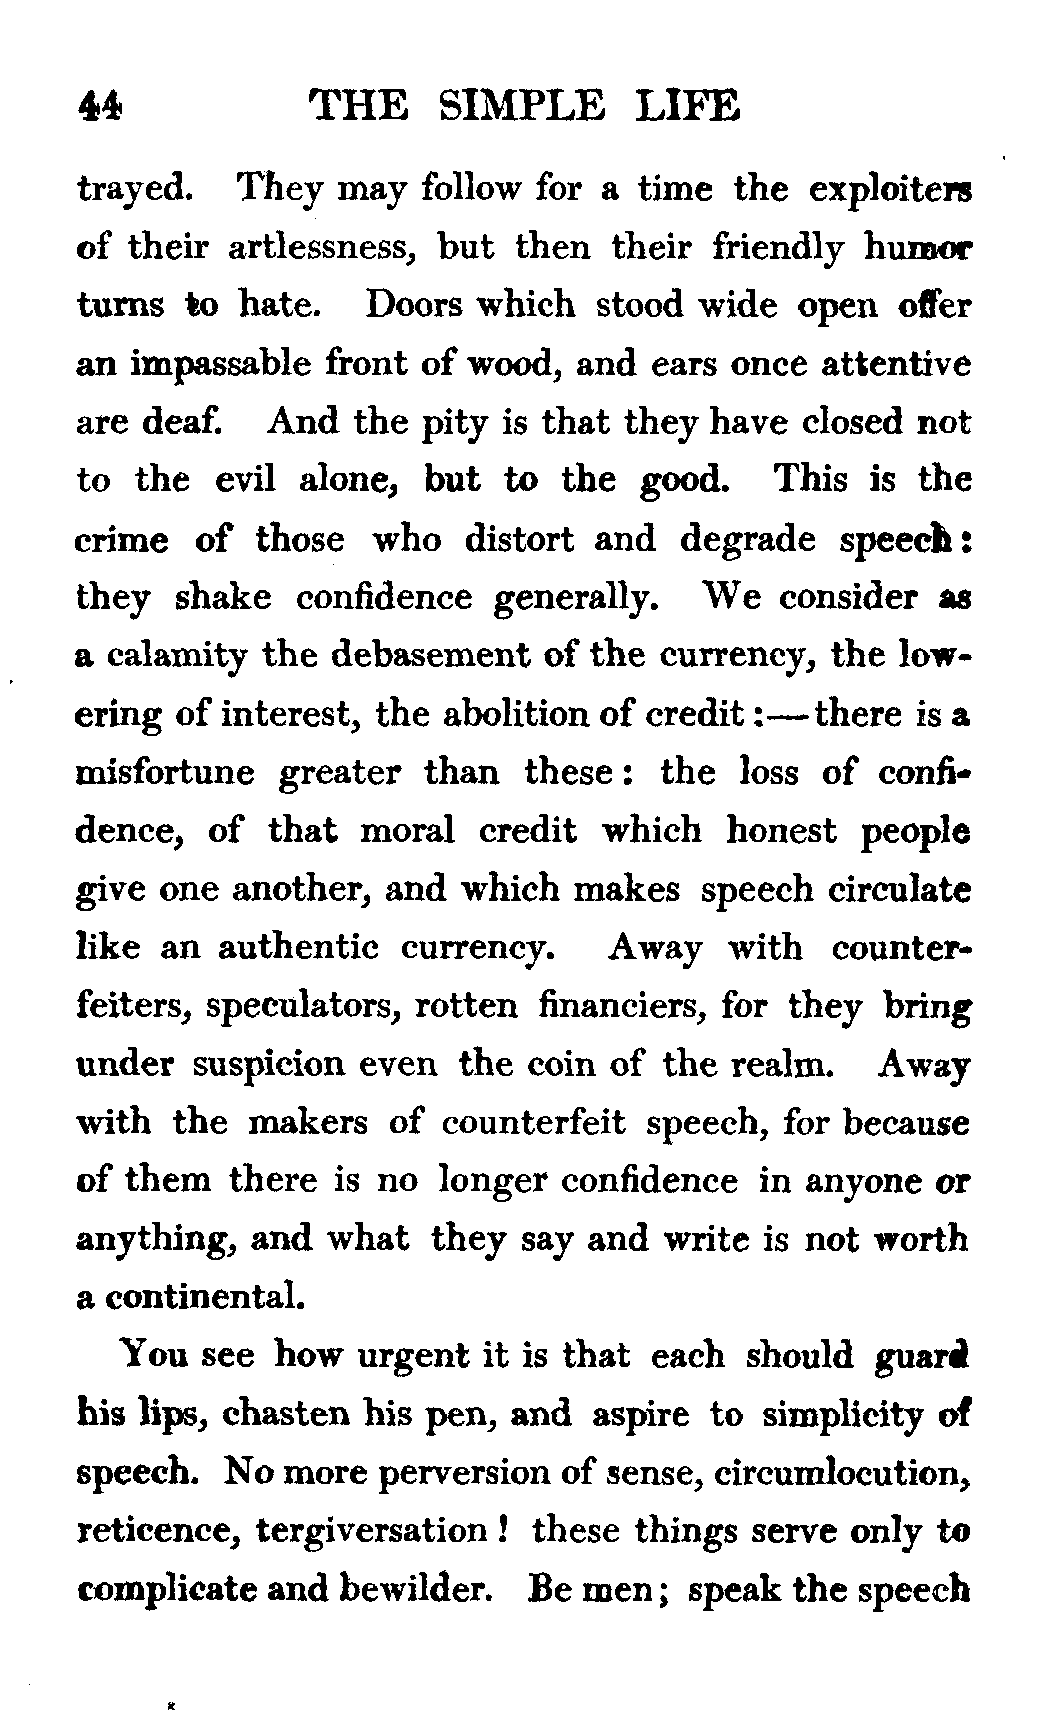 44 THE SIMPLE LIFE
trayed. They may follow for a time the exploiters
of their artlessness, but then their friendly humor
turns to hate. Doors which stood wide open offer
an impassable front of wood, and ears once attentive
are deaf. And the pity is that they have closed not
to the evil alone, but to the good. This is the
crime of those who distort and degrade speech:
they shake confidence generally. We consider as
a calamity the debasement of the currency, the low-
ering of interest, the abolition of credit:—there is a
misfortune greater than these: the loss of confi-
dence, of that moral credit which honest people
give one another, and which makes speech circulate
like an authentic currency. Away with counter-
feiters, speculators, rotten financiers, for they bring
under suspicion even the coin of the realm. Away
with the makers of counterfeit speech, for because
of them there is no longer confidence in anyone or
anything, and what they say and write is not worth
a continental.
You see how urgent it is that each should guard
his lips, chasten his pen, and aspire to simplicity of
speech. No more perversion of sense, circumlocution,
reticence, tergiversation! these things serve only to
complicate and bewilder. Be men; speak the speech